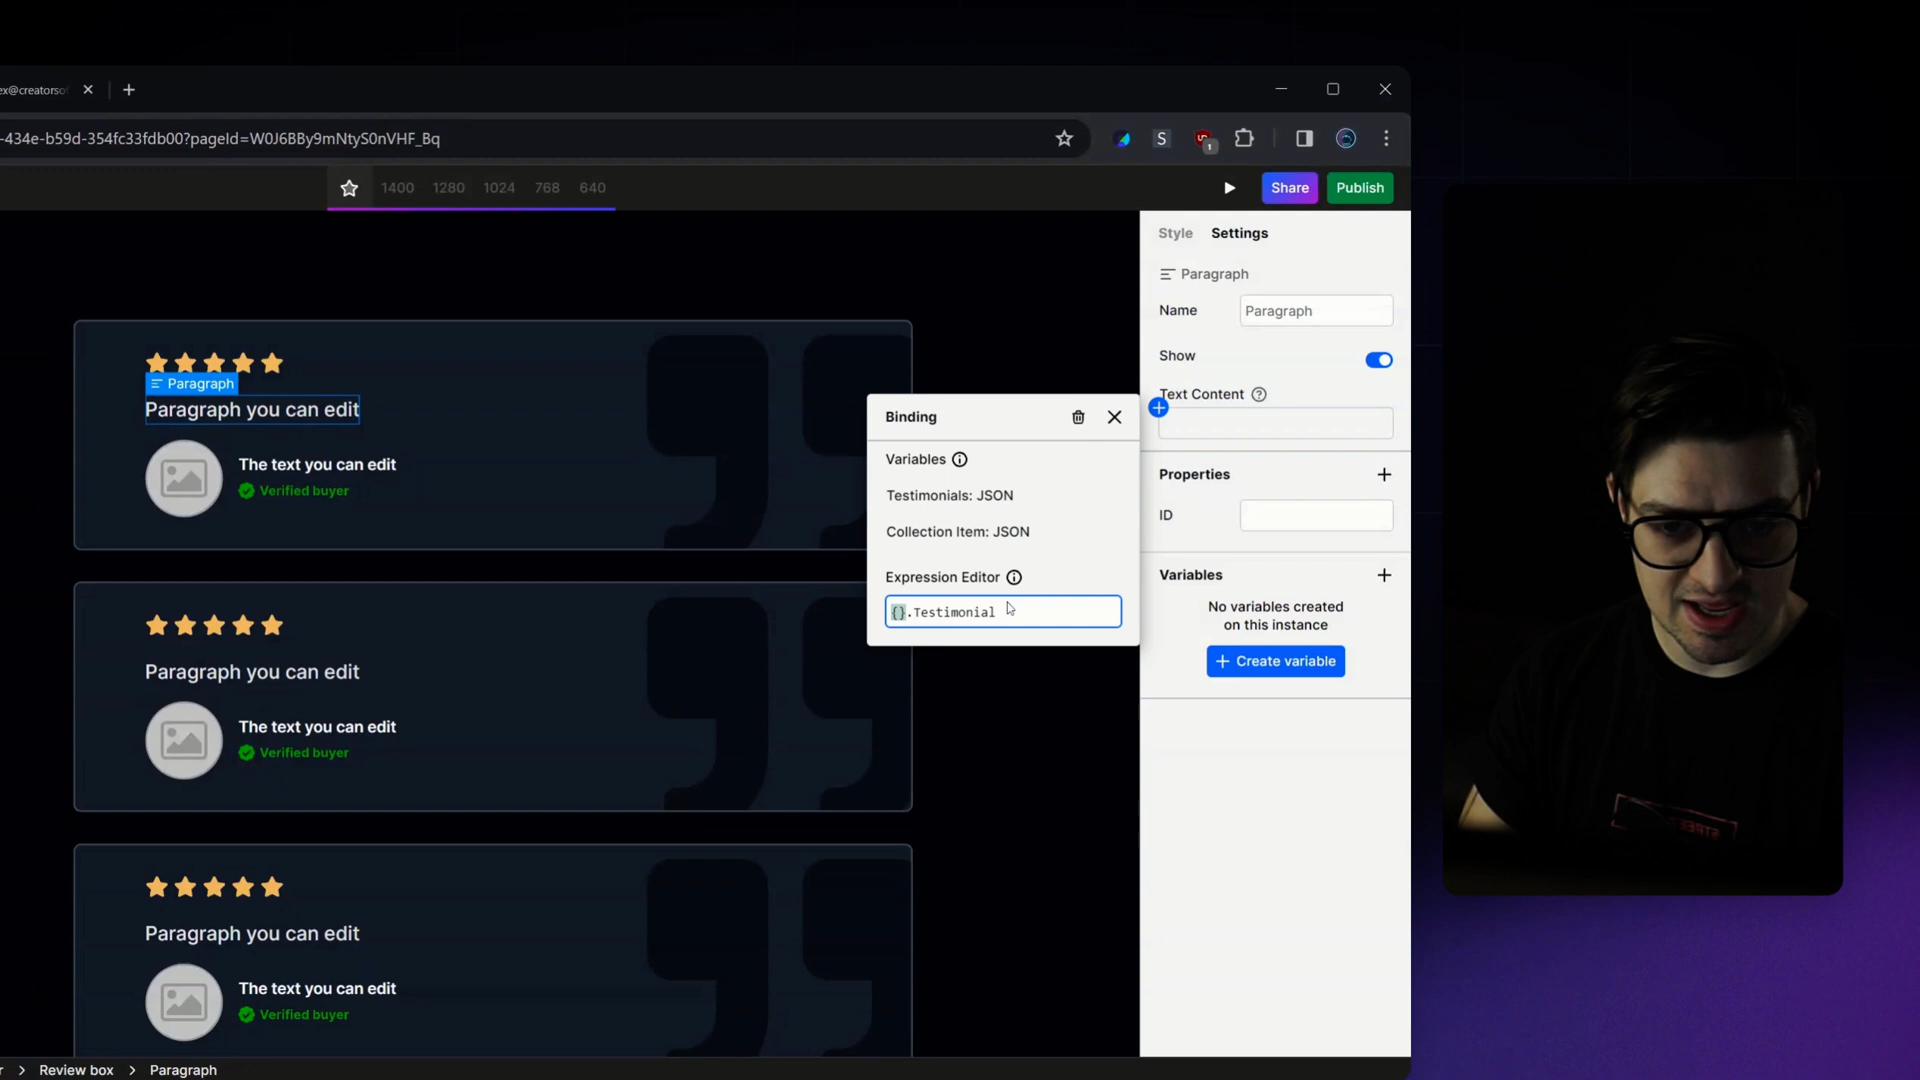 ex@creatorso
-434e-b59d-354fc33fdb00?pageId=W0J6BBy9mNtyS0nVHF_Bq
S
1
1400 1280 1024 768 640
Share
Publish
Style Settings
Paragraph
Name
Paragraph
Show
Text Content
Properties
ID
Variables
No variables created
on this instance
+ Create variable
Binding
Variables
Testimonials: JSON
Collection Item: JSON
Expression Editor
{}.Testimonial
Paragraph
Paragraph you can edit
The text you can edit
Verified buyer
Paragraph you can edit
The text you can edit
Verified buyer
Paragraph you can edit
The text you can edit
Verified buyer
r > Review box > Paragraph